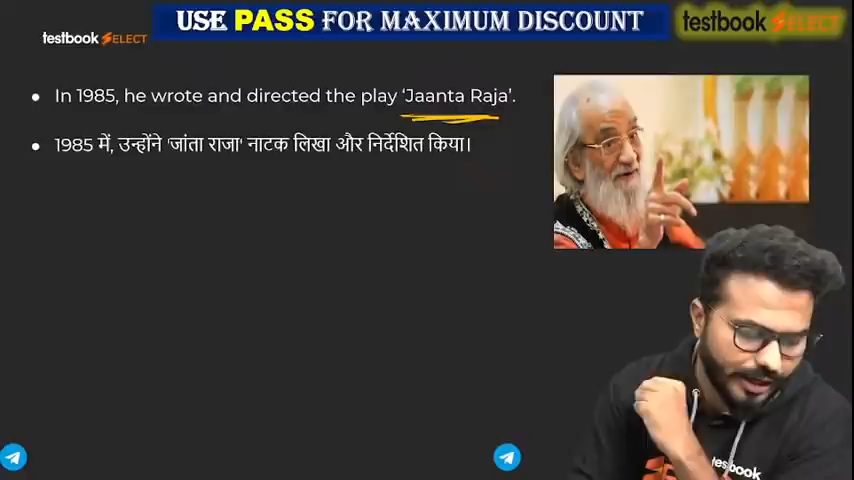 USE PASS FOR MAXIMUM DISCOUNT
testbook SELECT
testbook SELECT
• In 1985, he wrote and directed the play ‘Jaanta Raja’.
• 1985 में, उन्होंने 'जांता राजा' नाटक लिखा और निर्देशित किया।
testbook